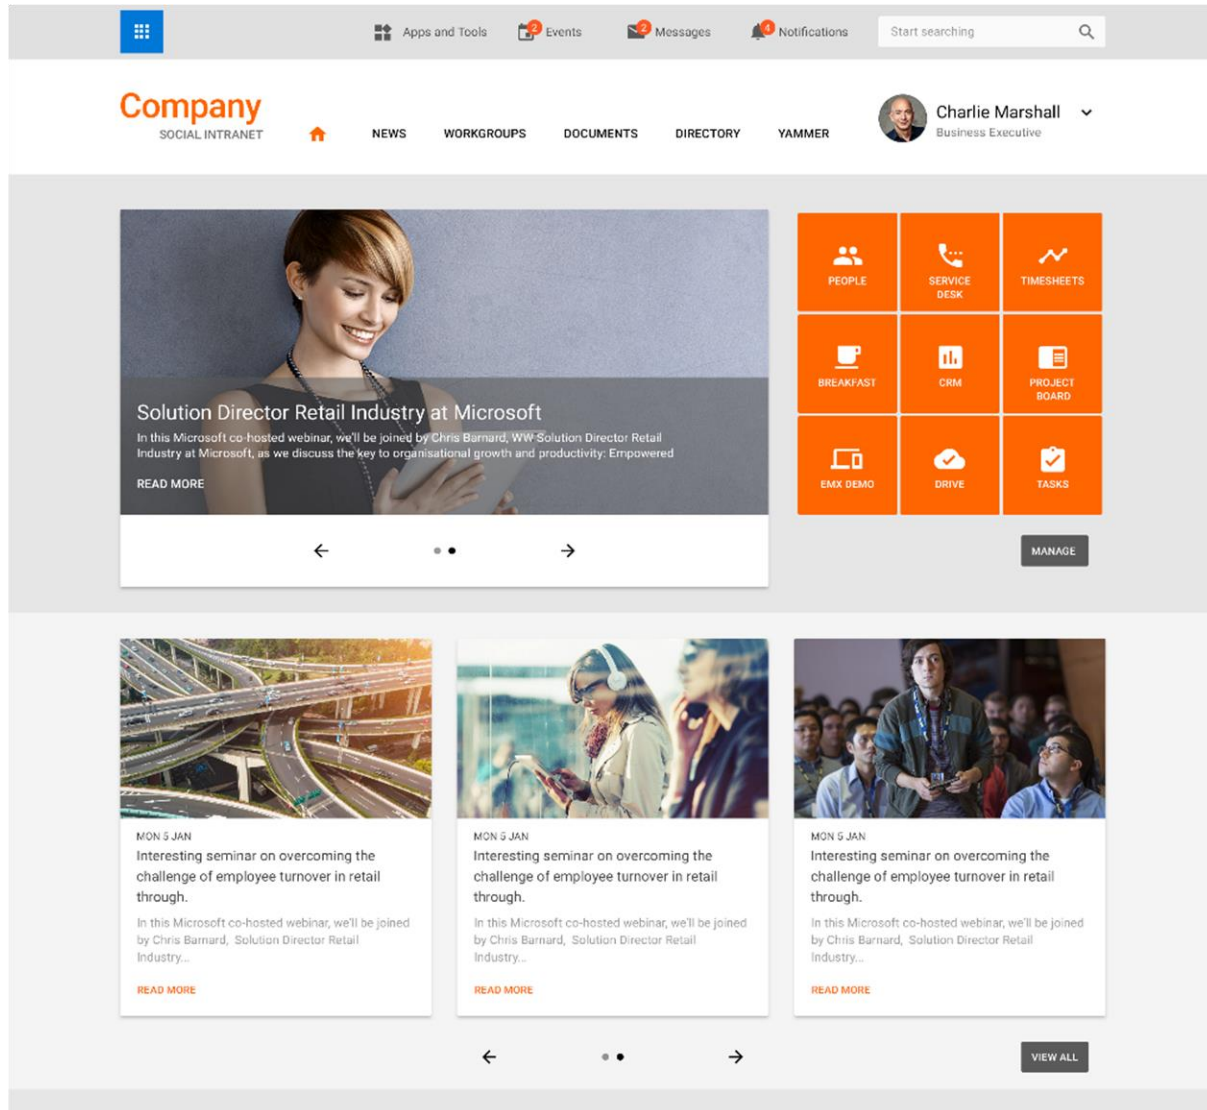 Apps and Tools
2
Events
2
Messages
4
Notifications
Start searching
Company
SOCIAL INTRANET
NEWS
WORKGROUPS
DOCUMENTS
DIRECTORY
YAMMER
Charlie Marshall
Business Executive
Solution Director Retail Industry at Microsoft
In this Microsoft co-hosted webinar, we'll be joined by Chris Barnard, WW Solution Director Retail
Industry at Microsoft, as we discuss the key to organisational growth and productivity: Empowered
READ MORE
PEOPLE
SERVICE
DESK
TIMESHEETS
BREAKFAST
CRM
PROJECT
BOARD
EMX DEMO
DRIVE
TASKS
MANAGE
MON 5 JAN
Interesting seminar on overcoming the
challenge of employee turnover in retail
through.
In this Microsoft co-hosted webinar, we'll be joined
by Chris Barnard, Solution Director Retail
Industry...
READ MORE
MON 5 JAN
Interesting seminar on overcoming the
challenge of employee turnover in retail
through.
In this Microsoft co-hosted webinar, we'll be joined
by Chris Barnard, Solution Director Retail
Industry...
READ MORE
MON 5 JAN
Interesting seminar on overcoming the
challenge of employee turnover in retail
through.
In this Microsoft co-hosted webinar, we'll be joined
by Chris Barnard, Solution Director Retail
Industry...
READ MORE
VIEW ALL